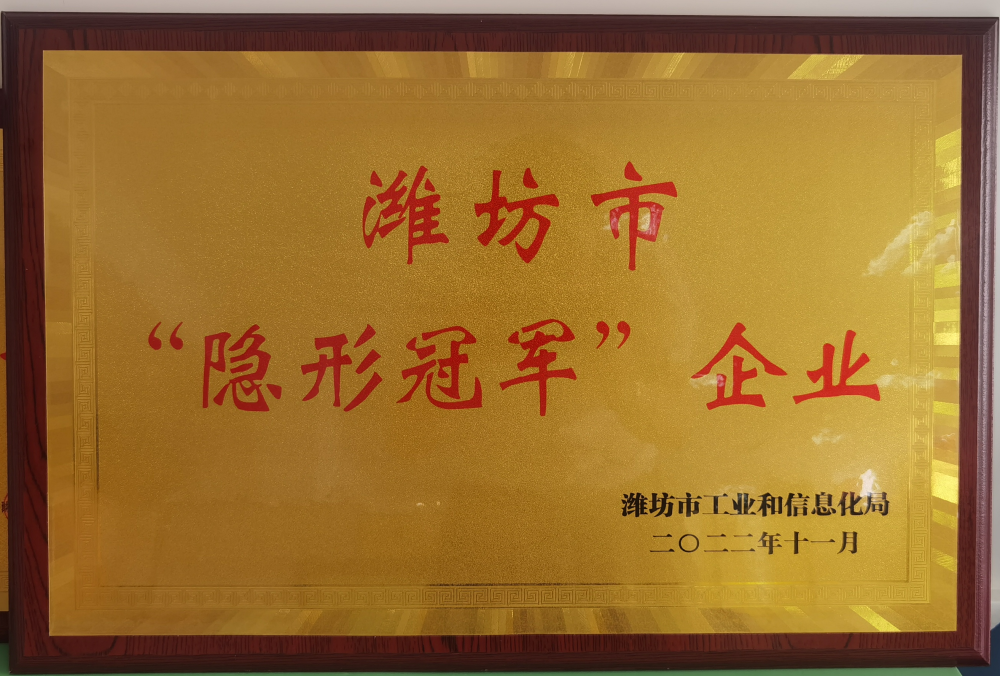 潍坊市
“隐形冠军”企业
潍坊市工业和信息化局
二〇二二年十一月